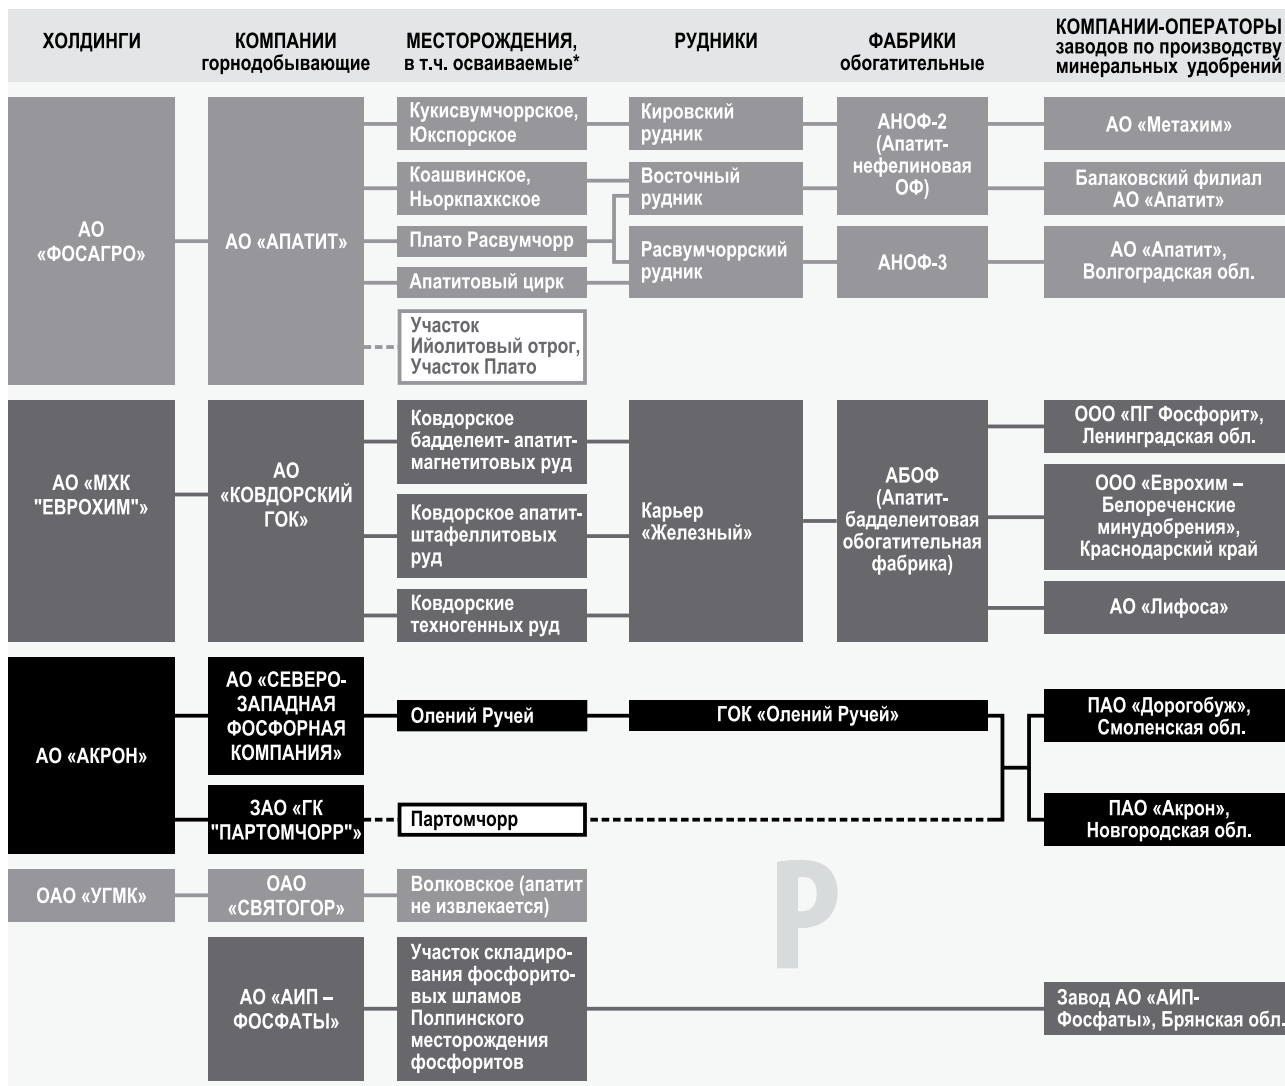 ХОЛДИНГИ
КОМПАНИИ
горнодобывающие
МЕСТОРОЖДЕНИЯ,
в т.ч. осваиваемые*
РУДНИКИ
ФАБРИКИ
обогатительные
КОМПАНИИ-ОПЕРАТОРЫ
заводов по производству
минеральных удобрений
АО
«ФОСАГРО»
АО «АПАТИТ»
Кукисвумчоррское,
Юкспорское
Кировский
рудник
АНОФ-2
(Апатит-
нефелиновая
ОФ)
АО «Метахим»
Коашвинское,
Ньоркпахкское
Восточный
рудник
Балаковский филиал
АО «Апатит»
Плато Расвумчорр
Апатитовый цирк
Расвумчоррский
рудник
АНОФ-3
АО «Апатит»,
Волгоградская обл.
Участок
Ийолитовый отрог,
Участок Плато
АО «МХК
"ЕВРОХИМ"»
АО
«КОВДОРСКИЙ
ГОК»
Ковдорское
бадделеит- апатит-
магнетитовых руд
Ковдорское апатит-
штафеллитовых
руд
Ковдорские
техногенных руд
Карьер
«Железный»
АБОФ
(Апатит-
бадделеитовая
обогатительная
фабрика)
ООО «ПГ Фосфорит»,
Ленинградская обл.
ООО «Еврохим –
Белореченские
минудобрения»,
Краснодарский край
АО «Лифоса»
АО «АКРОН»
АО «СЕВЕРО-
ЗАПАДНАЯ
ФОСФОРНАЯ
КОМПАНИЯ»
Олений Ручей
ГОК «Олений Ручей»
ПАО «Дорогобуж»,
Смоленская обл.
ЗАО «ГК
"ПАРТОМЧОРР"»
Партомчорр
ПАО «Акрон»,
Новгородская обл.
ОАО «УГМК»
ОАО
«СВЯТОГОР»
Волковское (апатит
не извлекается)
P
АО «АИП –
ФОСФАТЫ»
Участок складиро-
вания фосфорито-
вых шламов
Полпинского
месторождения
фосфоритов
Завод АО «АИП-
Фосфаты», Брянская обл.